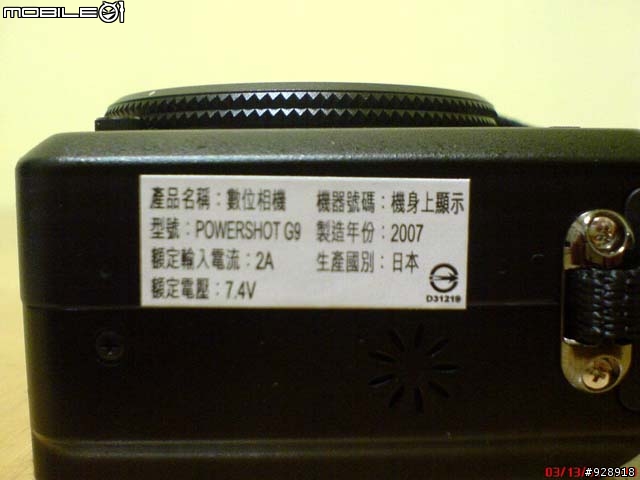 MOBILE01
產品名稱：數位相機 機器號碼：機身上顯示
型號：POWERSHOT G9 製造年份：2007
額定輸入電流：2A 生產國別：日本
額定電壓：7.4V
D31219
03/13/
#928918